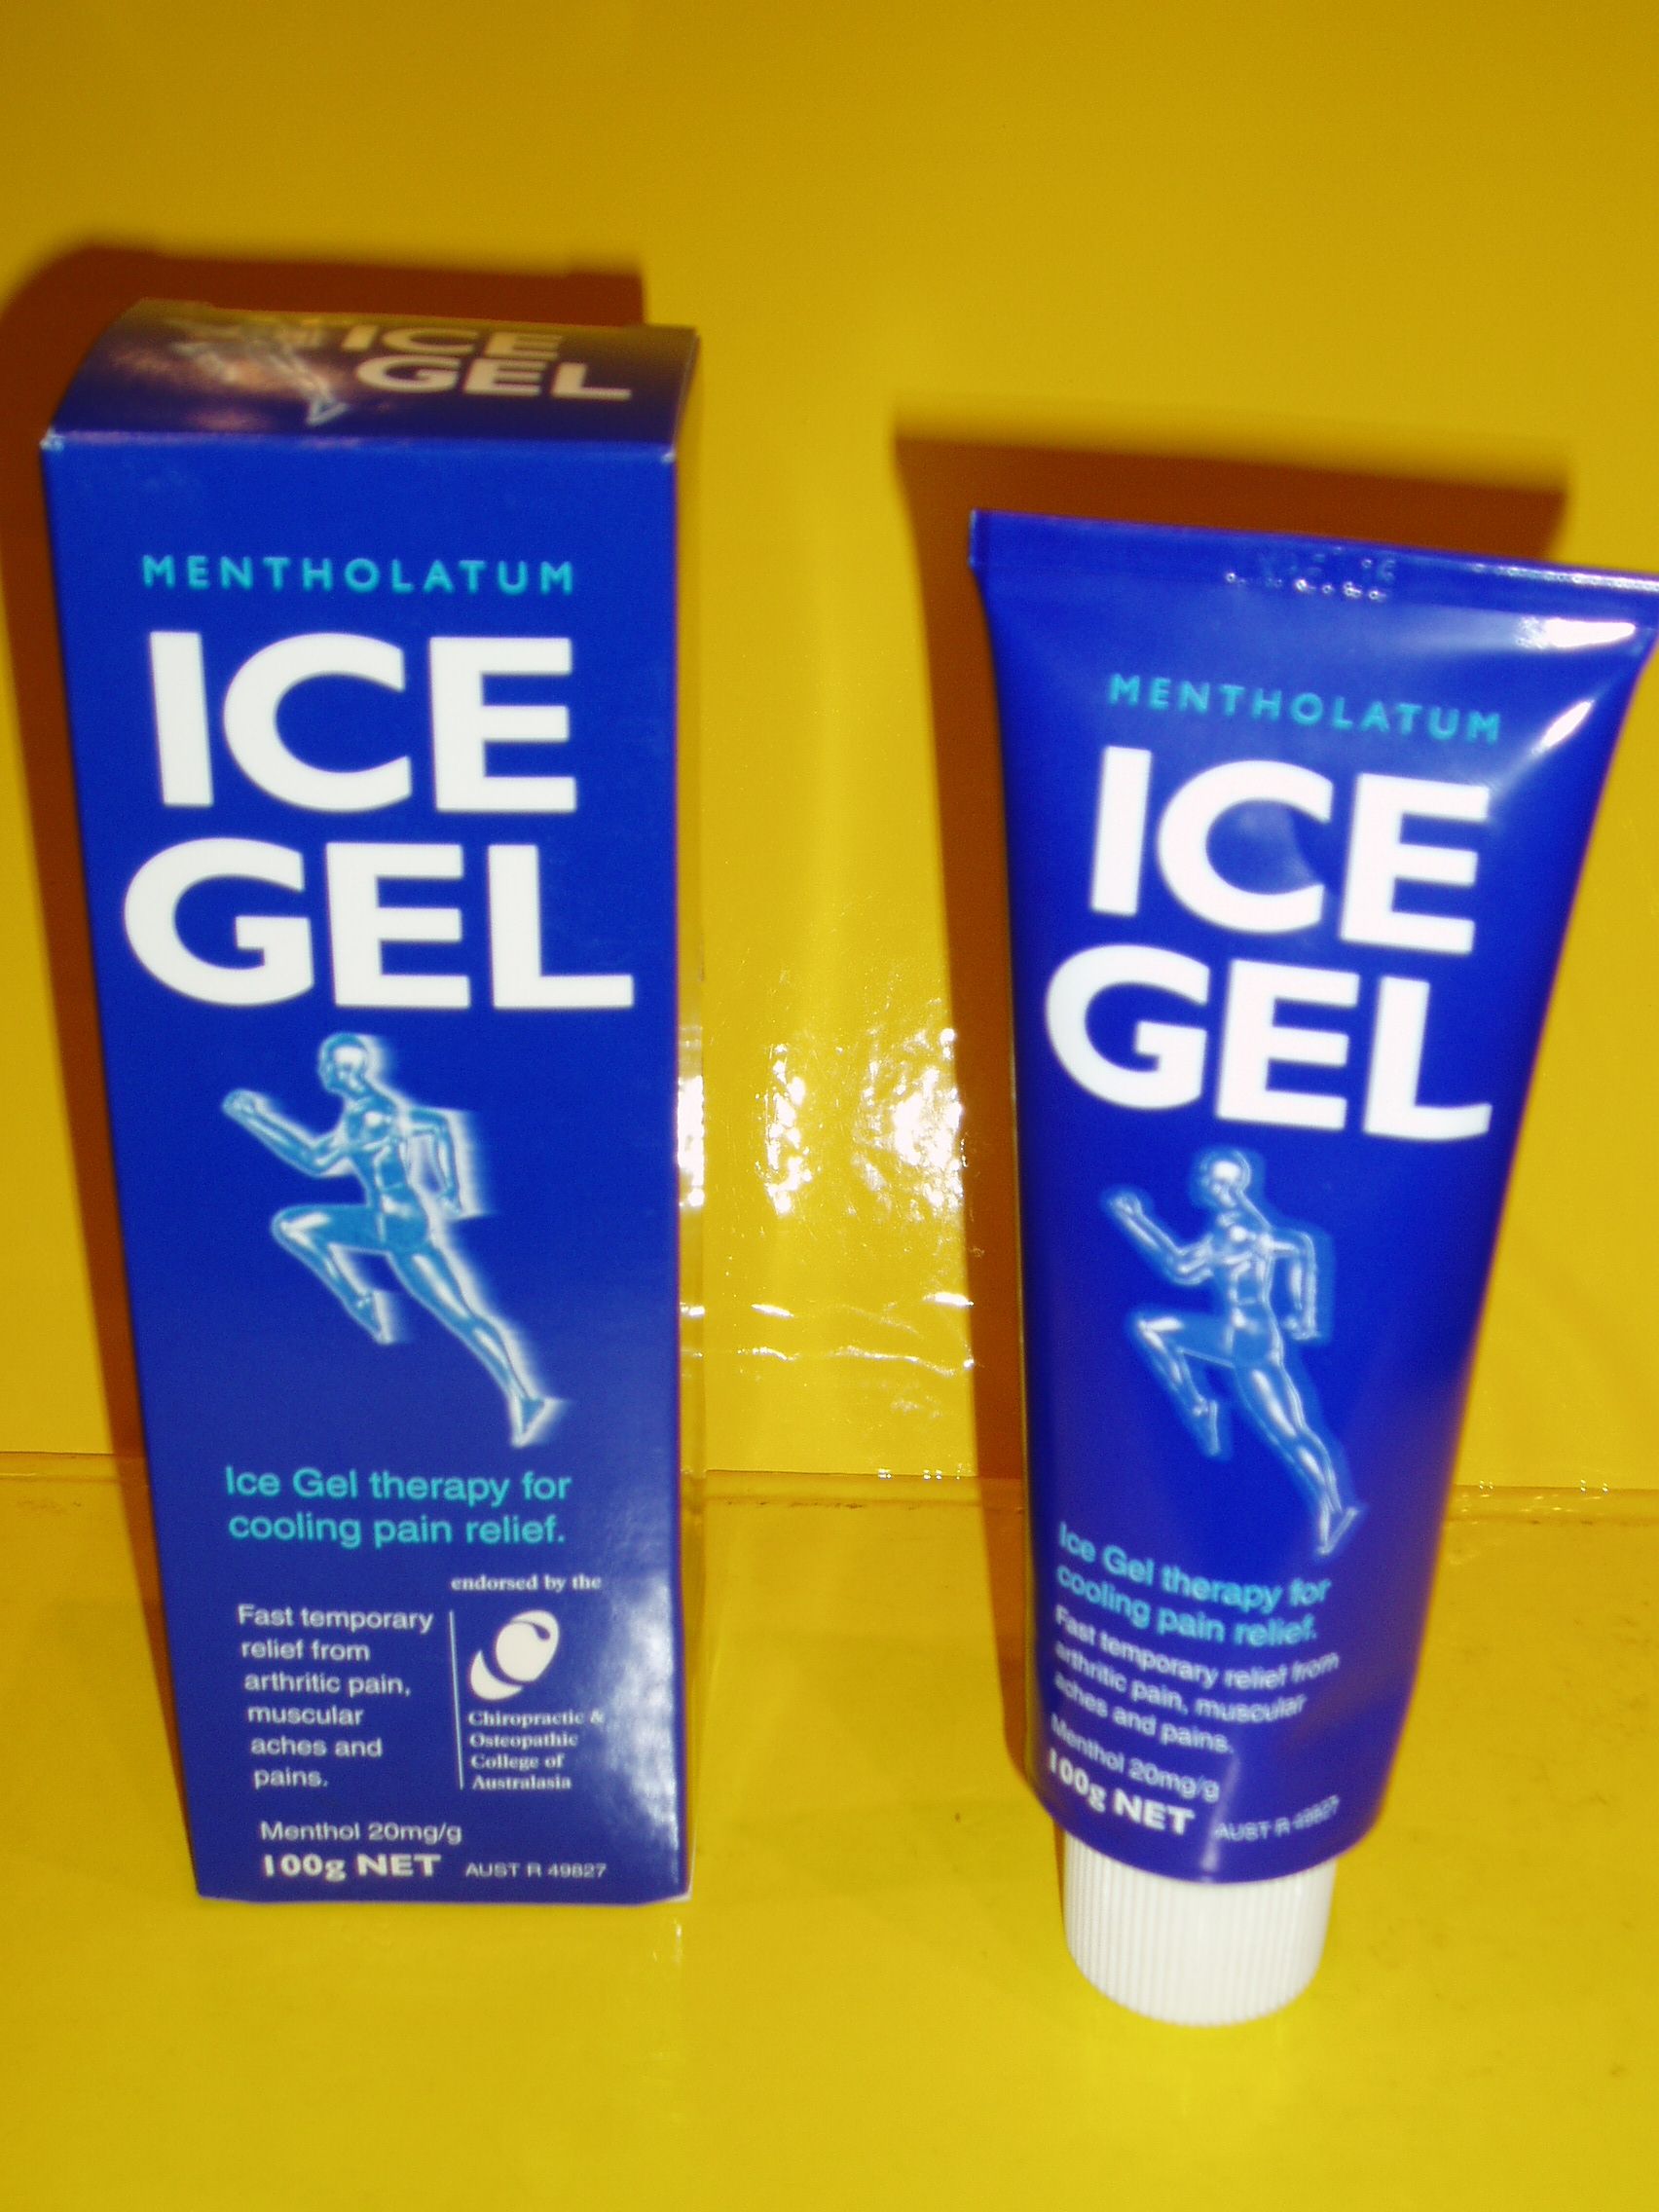 ICE
GEL
MENTHOLATUM
ICE
GEL
Ice Gel therapy for
cooling pain relief.
endorsed by the
Fast temporary
relief from
arthritic pain,
muscular
aches and
pains.
Chiropractic &
Osteopathic
College of
Australasia
Menthol 20mg/g
100g NET AUST R 49827
MENTHOLATUM
ICE
GEL
Ice Gel therapy for
cooling pain relief.
Fast temporary relief from
arthritic pain, muscular
aches and pains.
Menthol 20mg/g
100g NET AUST R 49827